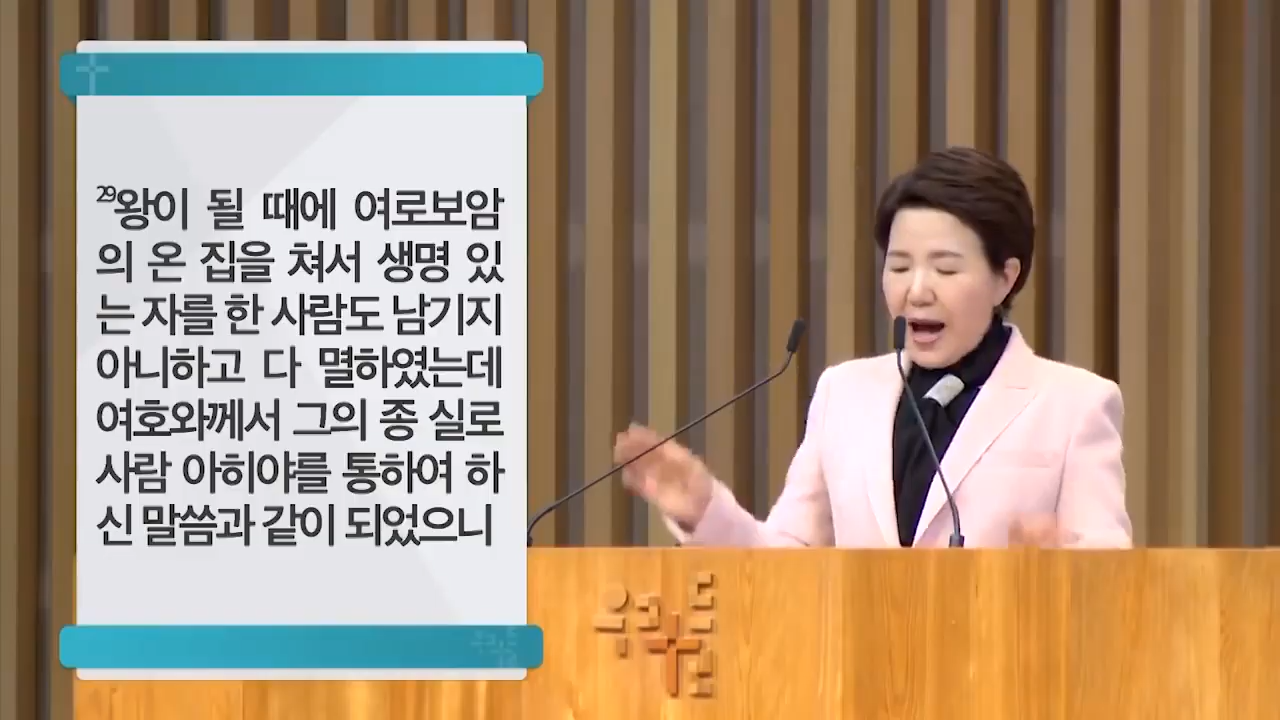 29왕이 될 때에 여로보암
의 온 집을 쳐서 생명 있
는 자를 한 사람도 남기지
아니하고 다 멸하였는데
여호와께서 그의 종 실로
사람 아히야를 통하여 하
신 말씀과 같이 되었으니